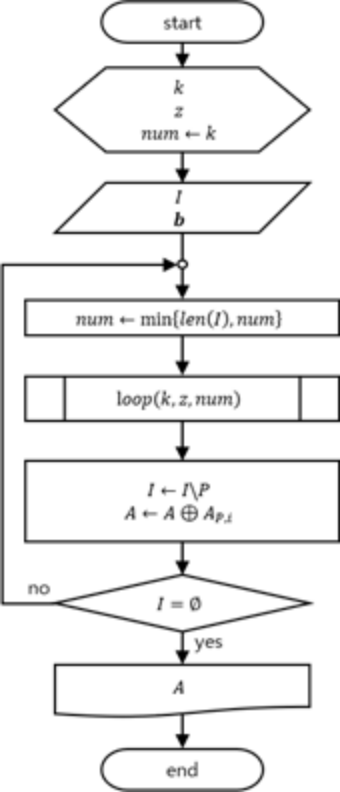 start
k
z
num ← k
I
b
num ← min{len(I), num}
loop(k, z, num)
I ← I\P
A ← A ⊕ A_{P,i}
I = ∅
no
yes
A
end